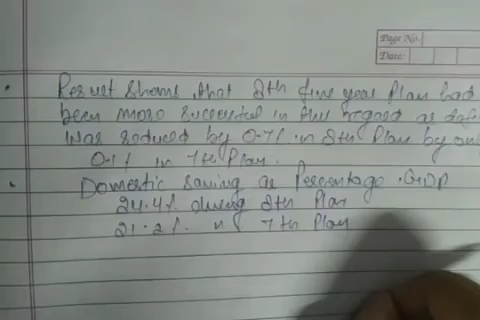 Page No.
Date:
Result shows that 8th five year Plan had
been more successful in this regard as defi
was reduced by 0.7% in 8th Plan by on
0.1% in 7th Plan.
Domestic saving as Percentage GDP
24.4% during 8th Plan
21.2% " 7th Plan